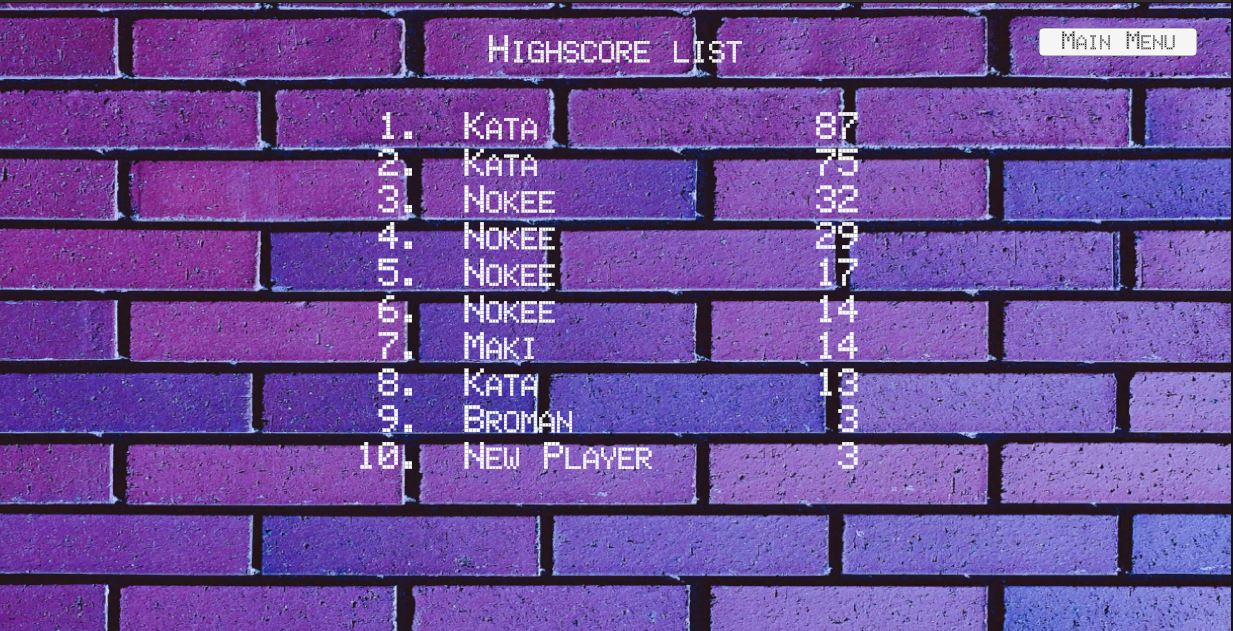 Highscore list
Main Menu
1. Kata 87
2. Kata 75
3. Nokee 32
4. Nokee 29
5. Nokee 17
6. Nokee 14
7. Maki 14
8. Kata 13
9. Broman 3
10. New Player 3